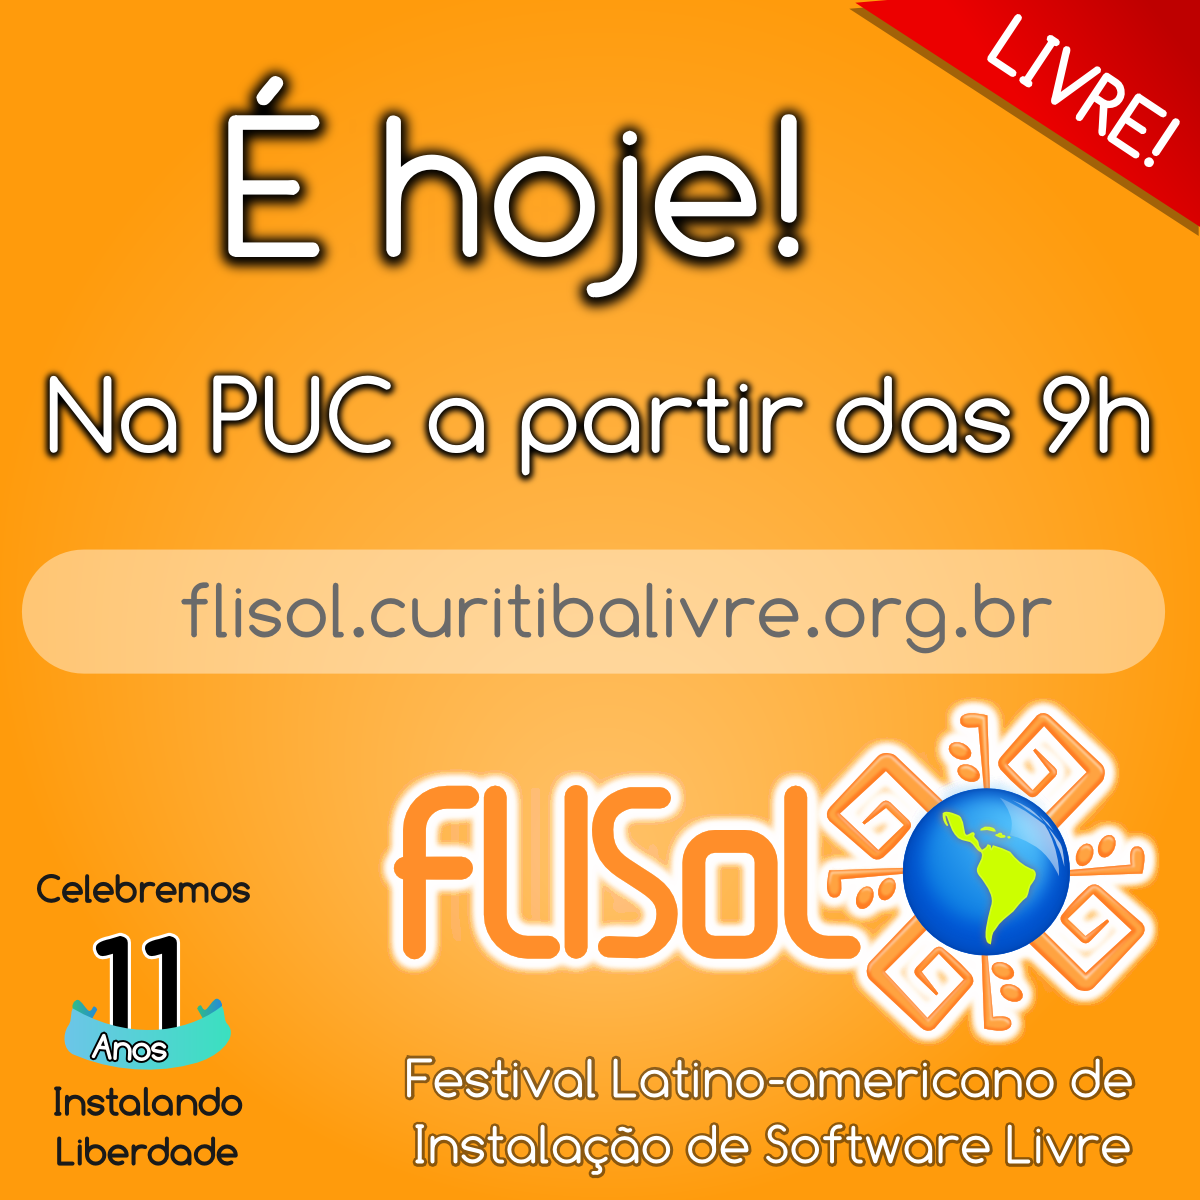 LIVRE!
É hoje!
Na PUC a partir das 9h
flisol.curitibalivre.org.br
FLISoL
Celebremos
11
Anos
Instalando
Liberdade
Festival Latino-americano de
Instalação de Software Livre